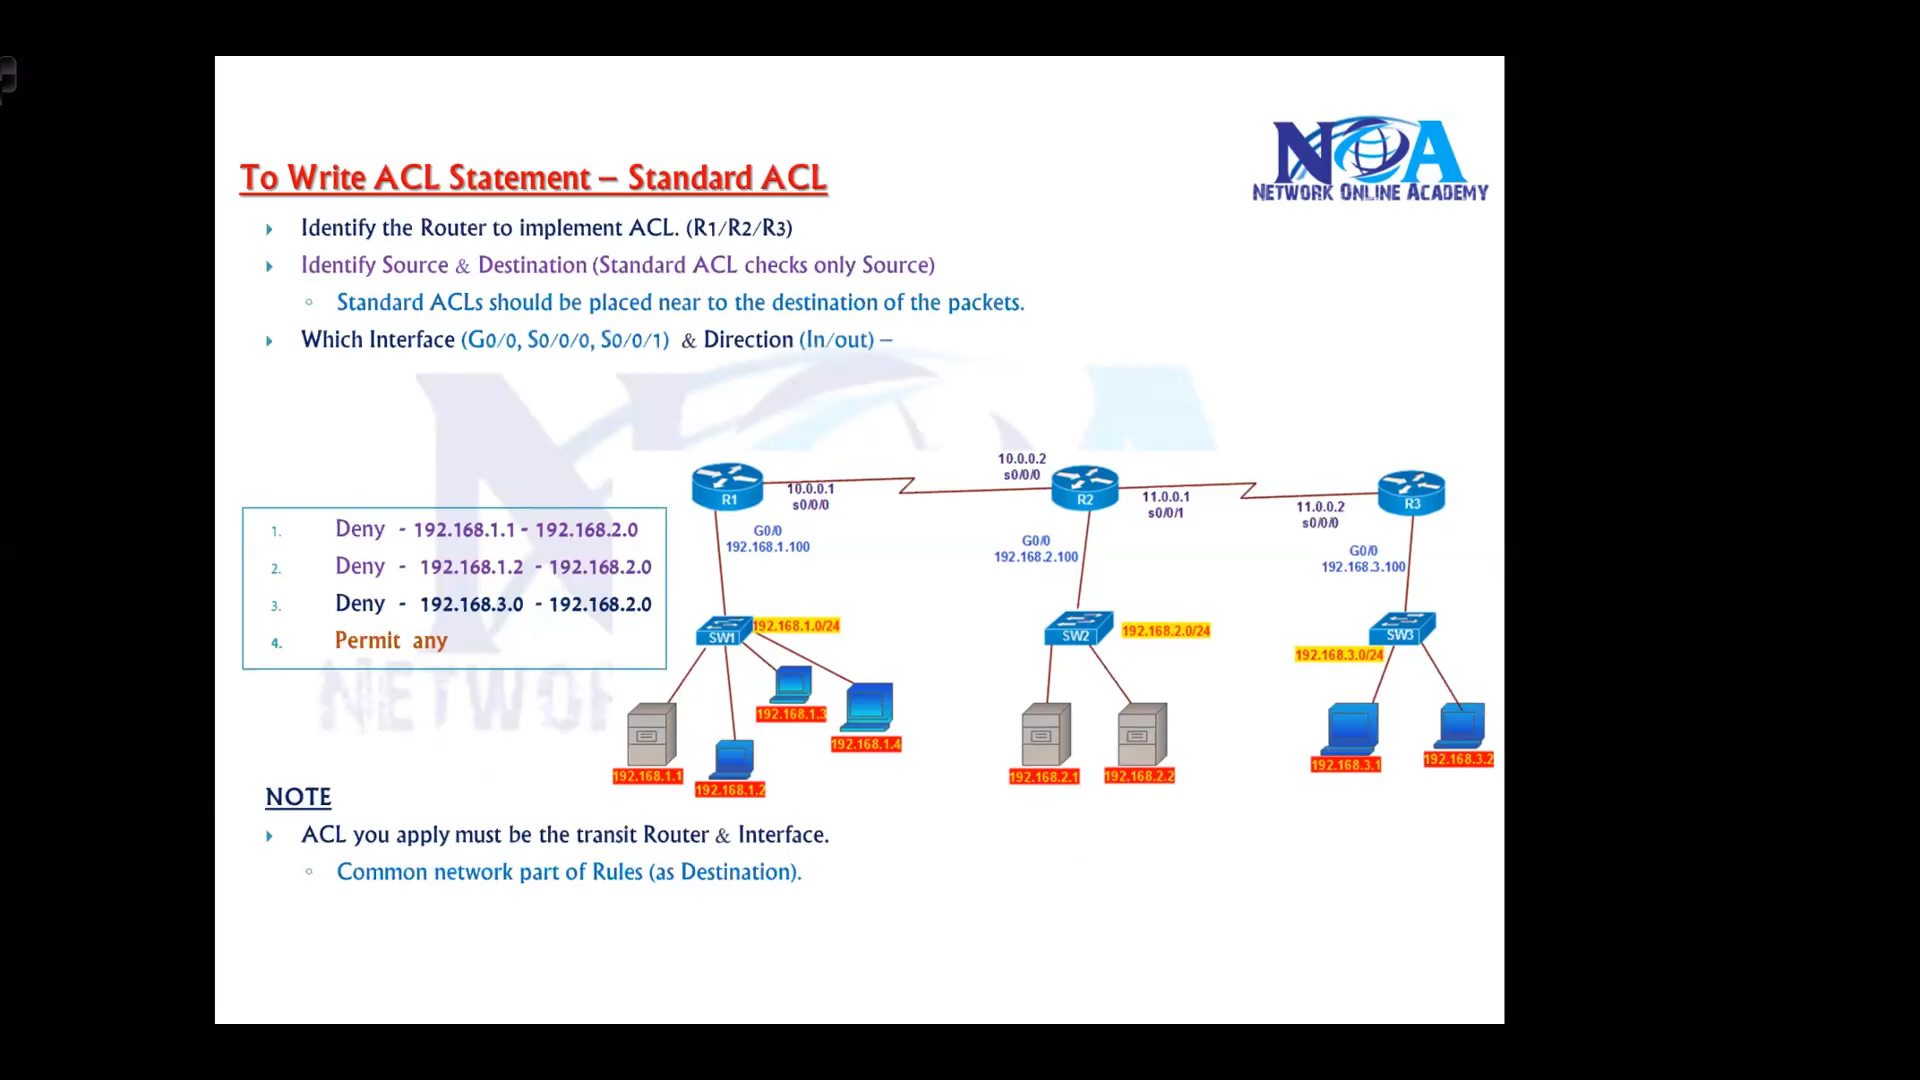 NOA
NETWORK ONLINE ACADEMY
To Write ACL Statement – Standard ACL
Identify the Router to implement ACL. (R1/R2/R3)
Identify Source & Destination (Standard ACL checks only Source)
Standard ACLs should be placed near to the destination of the packets.
Which Interface (G0/0, S0/0/0, S0/0/1) & Direction (In/out) –
1. Deny - 192.168.1.1 - 192.168.2.0
2. Deny - 192.168.1.2 - 192.168.2.0
3. Deny - 192.168.3.0 - 192.168.2.0
4. Permit any
R1
10.0.0.1
s0/0/0
G0/0
192.168.1.100
10.0.0.2
s0/0/0
R2
11.0.0.1
s0/0/1
G0/0
192.168.2.100
11.0.0.2
s0/0/0
R3
G0/0
192.168.3.100
SW1
192.168.1.0/24
SW2
192.168.2.0/24
SW3
192.168.3.0/24
192.168.1.1
192.168.1.2
192.168.1.3
192.168.1.4
192.168.2.1
192.168.2.2
192.168.3.1
192.168.3.2
NETWOR
NOTE
ACL you apply must be the transit Router & Interface.
Common network part of Rules (as Destination).